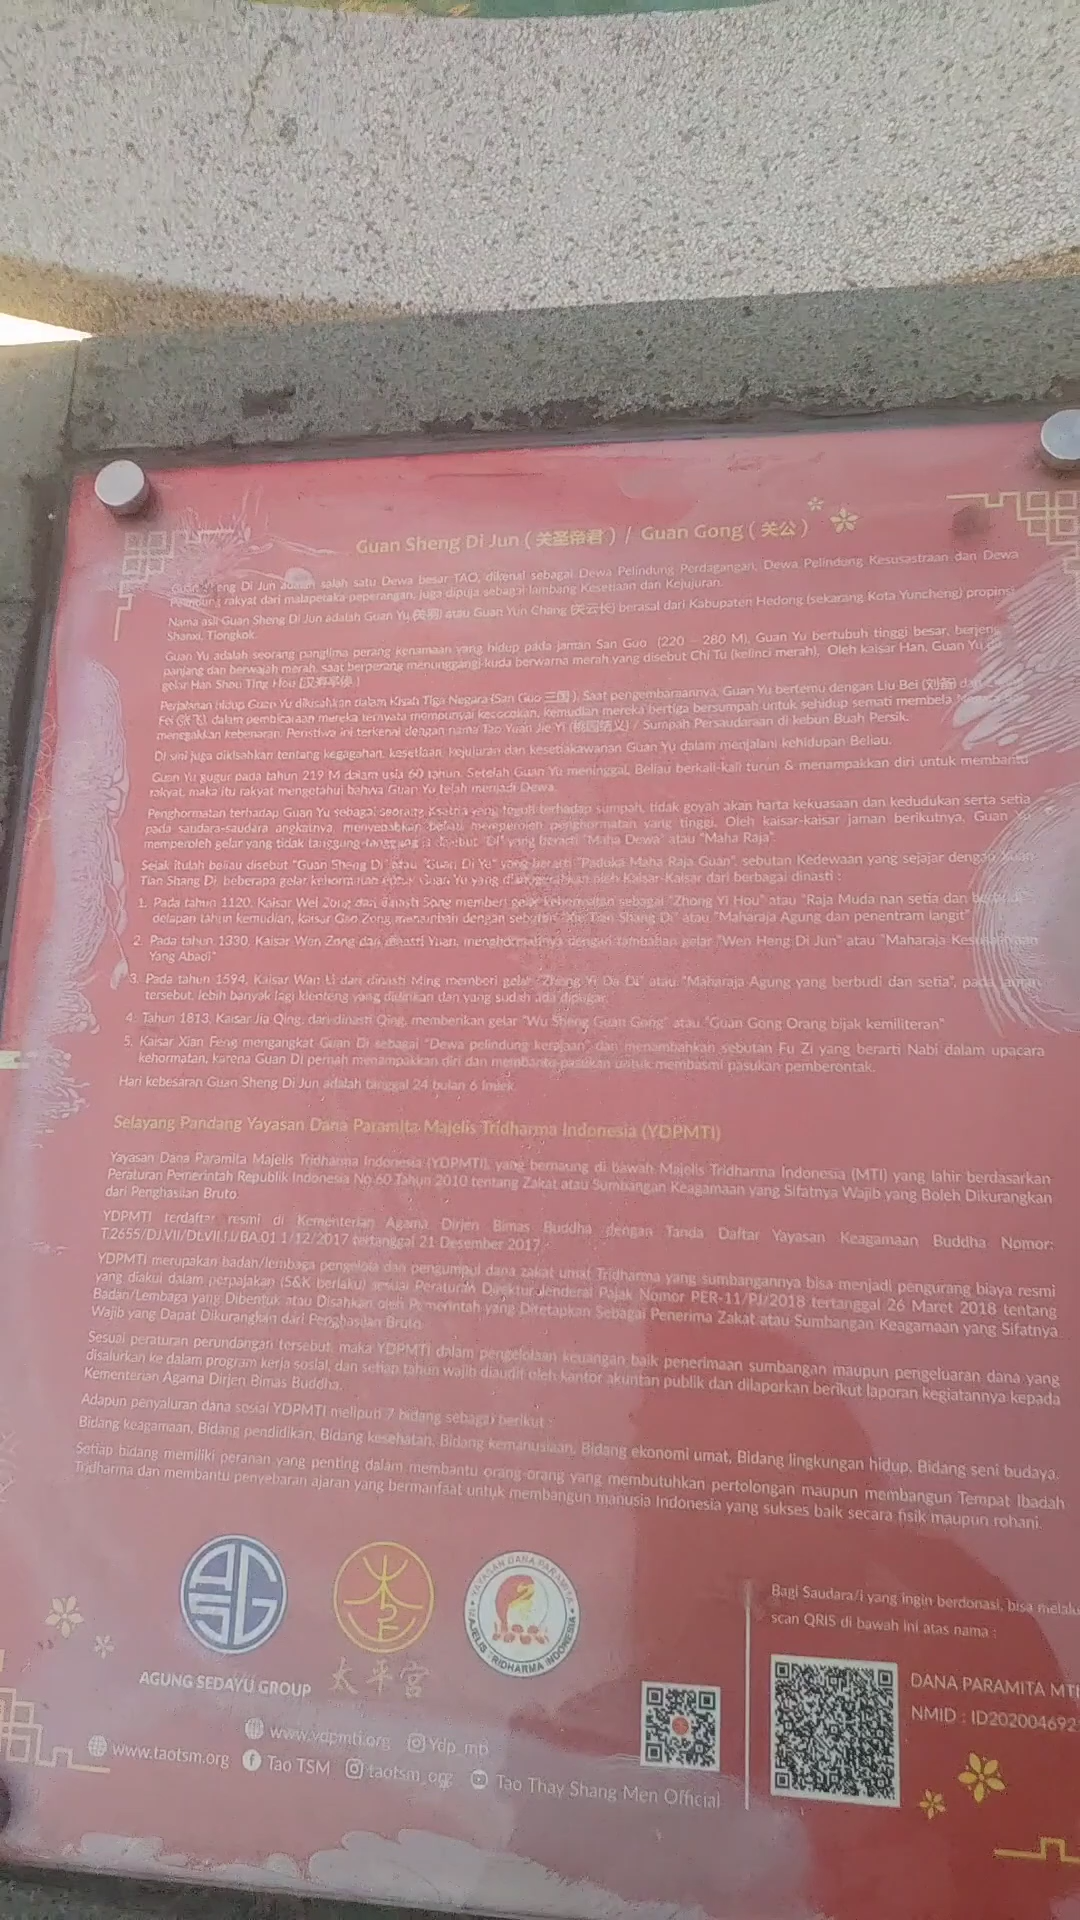 Guan Sheng Di Jun ( 关圣帝君 ) / Guan Gong ( 关公 )
Di Jun adalah salah satu Dewa besar TAO, dikenal sebagai Dewa Pelindung Perdagangan, Dewa Pelindung Kesusastraan dan Dewa
rakyat dari malapetaka peperangan, juga dipuja sebagai lambang Kesetiaan dan Kejujuran.
Nama asli Guan Sheng Di Jun adalah Guan Yu (关羽) atau Guan Yun Chang (关云长) berasal dari Kabupaten Hedong (sekarang Kota Yuncheng) propinsi
Shanxi, Tiongkok.
Guan Yu adalah seorang panglima perang kenamaan yang hidup pada jaman San Guo (220 – 280 M), Guan Yu bertubuh tinggi besar,
panjang dan berwajah merah, saat berperang menunggangi kuda berwarna merah yang disebut Chi Tu (kelinci merah). Oleh kaisar Han, Guan Yu
gelar Han Shou Ting Hou
Perjalanan hidup Guan Yu dikisahkan dalam Kisah Tiga Negara (San Guo 三国). Saat pengembaraannya, Guan Yu bertemu dengan Liu Bei (刘备)
Fei (张飞), dalam pembicaraan mereka ternyata mempunyai kecocokan, kemudian mereka bertiga bersumpah untuk sehidup semati membela
menegakkan kebenaran. Peristiwa ini terkenal dengan nama Tao Yuan Jie Yi (桃园结义) / Sumpah Persaudaraan di kebun Buah Persik.
Di sini juga dikisahkan tentang kegagahan, kesetiaan, kejujuran dan kesetiakawanan Guan Yu dalam menjalani kehidupan Beliau.
Guan Yu gugur pada tahun 219 M dalam usia 60 tahun. Setelah Guan Yu meninggal, Beliau berkali-kali turun & menampakkan diri untuk membantu
rakyat, maka itu rakyat mengetahui bahwa Guan Yu telah menjadi Dewa.
Penghormatan terhadap Guan Yu sebagai seorang Ksatria yang teguh terhadap sumpah, tidak goyah akan harta kekuasaan dan kedudukan serta setia
pada saudara-saudara angkatnya, menyebabkan beliau memperoleh penghormatan yang tinggi. Oleh kaisar-kaisar jaman berikutnya, Guan Yu
memperoleh gelar yang tidak tanggung-tanggung ia disebut "Di" yang berarti "Maha Dewa" atau "Maha Raja".
Sejak itulah beliau disebut "Guan Sheng Di" atau "Guan Di Ye" yang berarti "Paduka Maha Raja Guan", sebutan Kedewaan yang sejajar dengan Xuan
Tian Shang Di, beberapa gelar kehormatan untuk Guan Yu yang dianugerahkan oleh Kaisar-Kaisar dari berbagai dinasti :
1. Pada tahun 1120, Kaisar Wei Zong dari dinasti Song memberi gelar kehormatan sebagai "Zhong Yi Hou" atau "Raja Muda nan setia dan
delapan tahun kemudian, kaisar Gao Zong menambah dengan sebutan "Xie Tian Shang Di" atau "Maharaja Agung dan penentram langit"
2. Pada tahun 1330, Kaisar Wen Zong dari dinasti Yuan, menghormatinya dengan tambahan gelar "Wen Heng Di Jun" atau "Maharaja Kesusastraan
Yang Abadi"
3. Pada tahun 1594, Kaisar Wan Li dari dinasti Ming memberi gelar "Zhong Yi Da Di" atau "Maharaja Agung yang berbudi dan setia", pada jaman
tersebut, lebih banyak lagi klenteng yang didirikan dan yang sudah ada dipugar.
4. Tahun 1813, Kaisar Jia Qing, dari dinasti Qing, memberikan gelar "Wu Sheng Guan Gong" atau "Guan Gong Orang bijak kemiliteran"
5. Kaisar Xian Feng mengangkat Guan Di sebagai "Dewa pelindung kerajaan", dan menambahkan sebutan Fu Zi yang berarti Nabi dalam upacara
kehormatan, karena Guan Di pernah menampakkan diri dan membantu pasukan untuk membasmi pasukan pemberontak.
Hari kebesaran Guan Sheng Di Jun adalah tanggal 24 bulan 6 Imlek.
Selayang Pandang Yayasan Dana Paramita Majelis Tridharma Indonesia (YDPMTI)
Yayasan Dana Paramita Majelis Tridharma Indonesia (YDPMTI), yang bernaung di bawah Majelis Tridharma Indonesia (MTI) yang lahir berdasarkan
Peraturan Pemerintah Republik Indonesia No 60 Tahun 2010 tentang Zakat atau Sumbangan Keagamaan yang Sifatnya Wajib yang Boleh Dikurangkan
dari Penghasilan Bruto.
YDPMTI terdaftar resmi di Kementerian Agama Dirjen Bimas Buddha dengan Tanda Daftar Yayasan Keagamaan Buddha Nomor:
1/12/2017 tertanggal 21 Desember 2017.
YDPMTI merupakan badan/lembaga pengelola dan pengumpul dana zakat umat Tridharma yang sumbangannya bisa menjadi pengurang biaya resmi
yang diakui dalam perpajakan (S&K berlaku) sesuai Peraturan Direktur Jenderal Pajak Nomor PER-11/PJ/2018 tertanggal 26 Maret 2018 tentang
Badan/Lembaga yang Dibentuk atau Disahkan oleh Pemerintah yang Ditetapkan Sebagai Penerima Zakat atau Sumbangan Keagamaan yang Sifatnya
Wajib yang Dapat Dikurangkan dari Penghasilan Bruto.
Sesuai peraturan perundangan tersebut, maka YDPMTI dalam pengelolaan keuangan baik penerimaan sumbangan maupun pengeluaran dana yang
disalurkan ke dalam program kerja sosial, dan setiap tahun wajib diaudit oleh kantor akuntan publik dan dilaporkan berikut laporan kegiatannya kepada
Kementerian Agama Dirjen Bimas Buddha.
Adapun penyaluran dana sosial YDPMTI meliputi 7 bidang sebagai berikut :
Bidang keagamaan, Bidang pendidikan, Bidang kesehatan, Bidang kemanusiaan, Bidang ekonomi umat, Bidang lingkungan hidup, Bidang seni budaya.
Setiap bidang memiliki peranan yang penting dalam membantu orang-orang yang membutuhkan pertolongan maupun membangun Tempat Ibadah
Tridharma dan membantu penyebaran ajaran yang bermanfaat untuk membangun manusia Indonesia yang sukses baik secara fisik maupun rohani.
ASG
YAYASAN DANA PARAMITA
MAJELIS TRIDHARMA INDONESIA
AGUNG SEDAYU GROUP
太平宫
www.ydpmti.org Ydp_mti
www.taotsm.org Tao TSM taotsm_org Tao Thay Shang Men Official
Bagi Saudara/i yang ingin berdonasi, bisa
scan QRIS di bawah ini atas nama :
DANA PARAMITA MTI
NMID : ID202004692